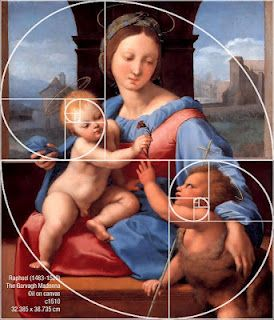 Raphael (1483-1520)
The Garvagh Madonna
Oil on canvas
c1510
32.385 x 38.735 cm